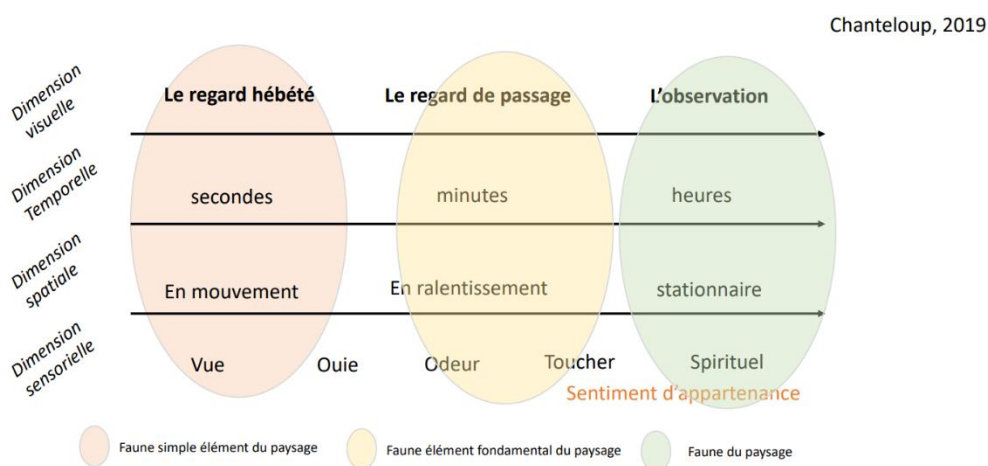 Chanteloup, 2019
Dimension
visuelle
Le regard hébété
Le regard de passage
L'observation
Dimension
Temporelle
secondes
minutes
heures
Dimension
spatiale
En mouvement
En ralentissement
stationnaire
Dimension
sensorielle
Vue
Ouie
Odeur
Toucher
Spirituel
Sentiment d'appartenance
Faune simple élément du paysage
Faune élément fondamental du paysage
Faune du paysage